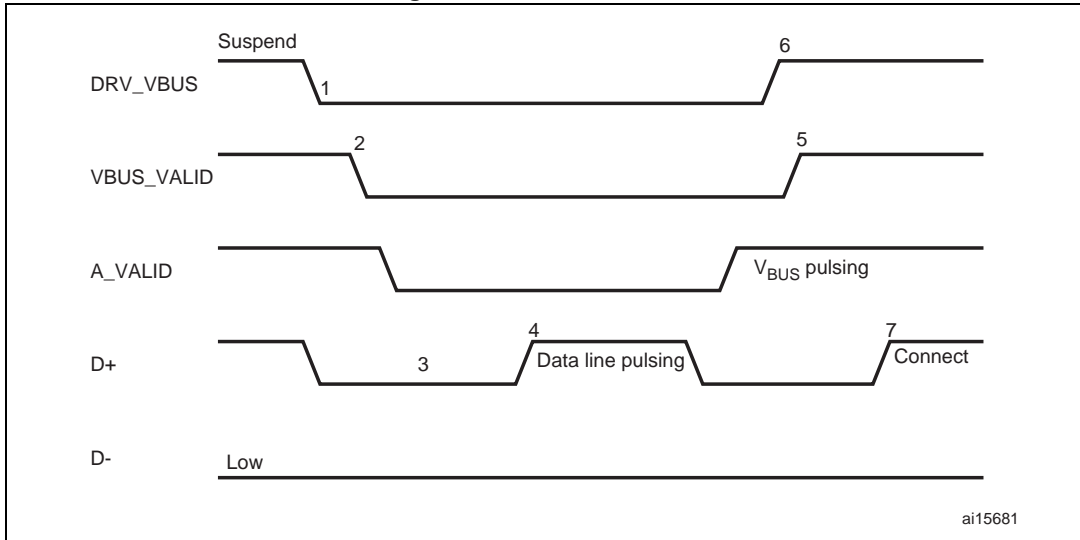 Suspend
6
DRV_VBUS
1
2
5
VBUS_VALID
A_VALID
VBUS pulsing
4
7
D+
3
Data line pulsing
Connect
D-
Low
ai15681